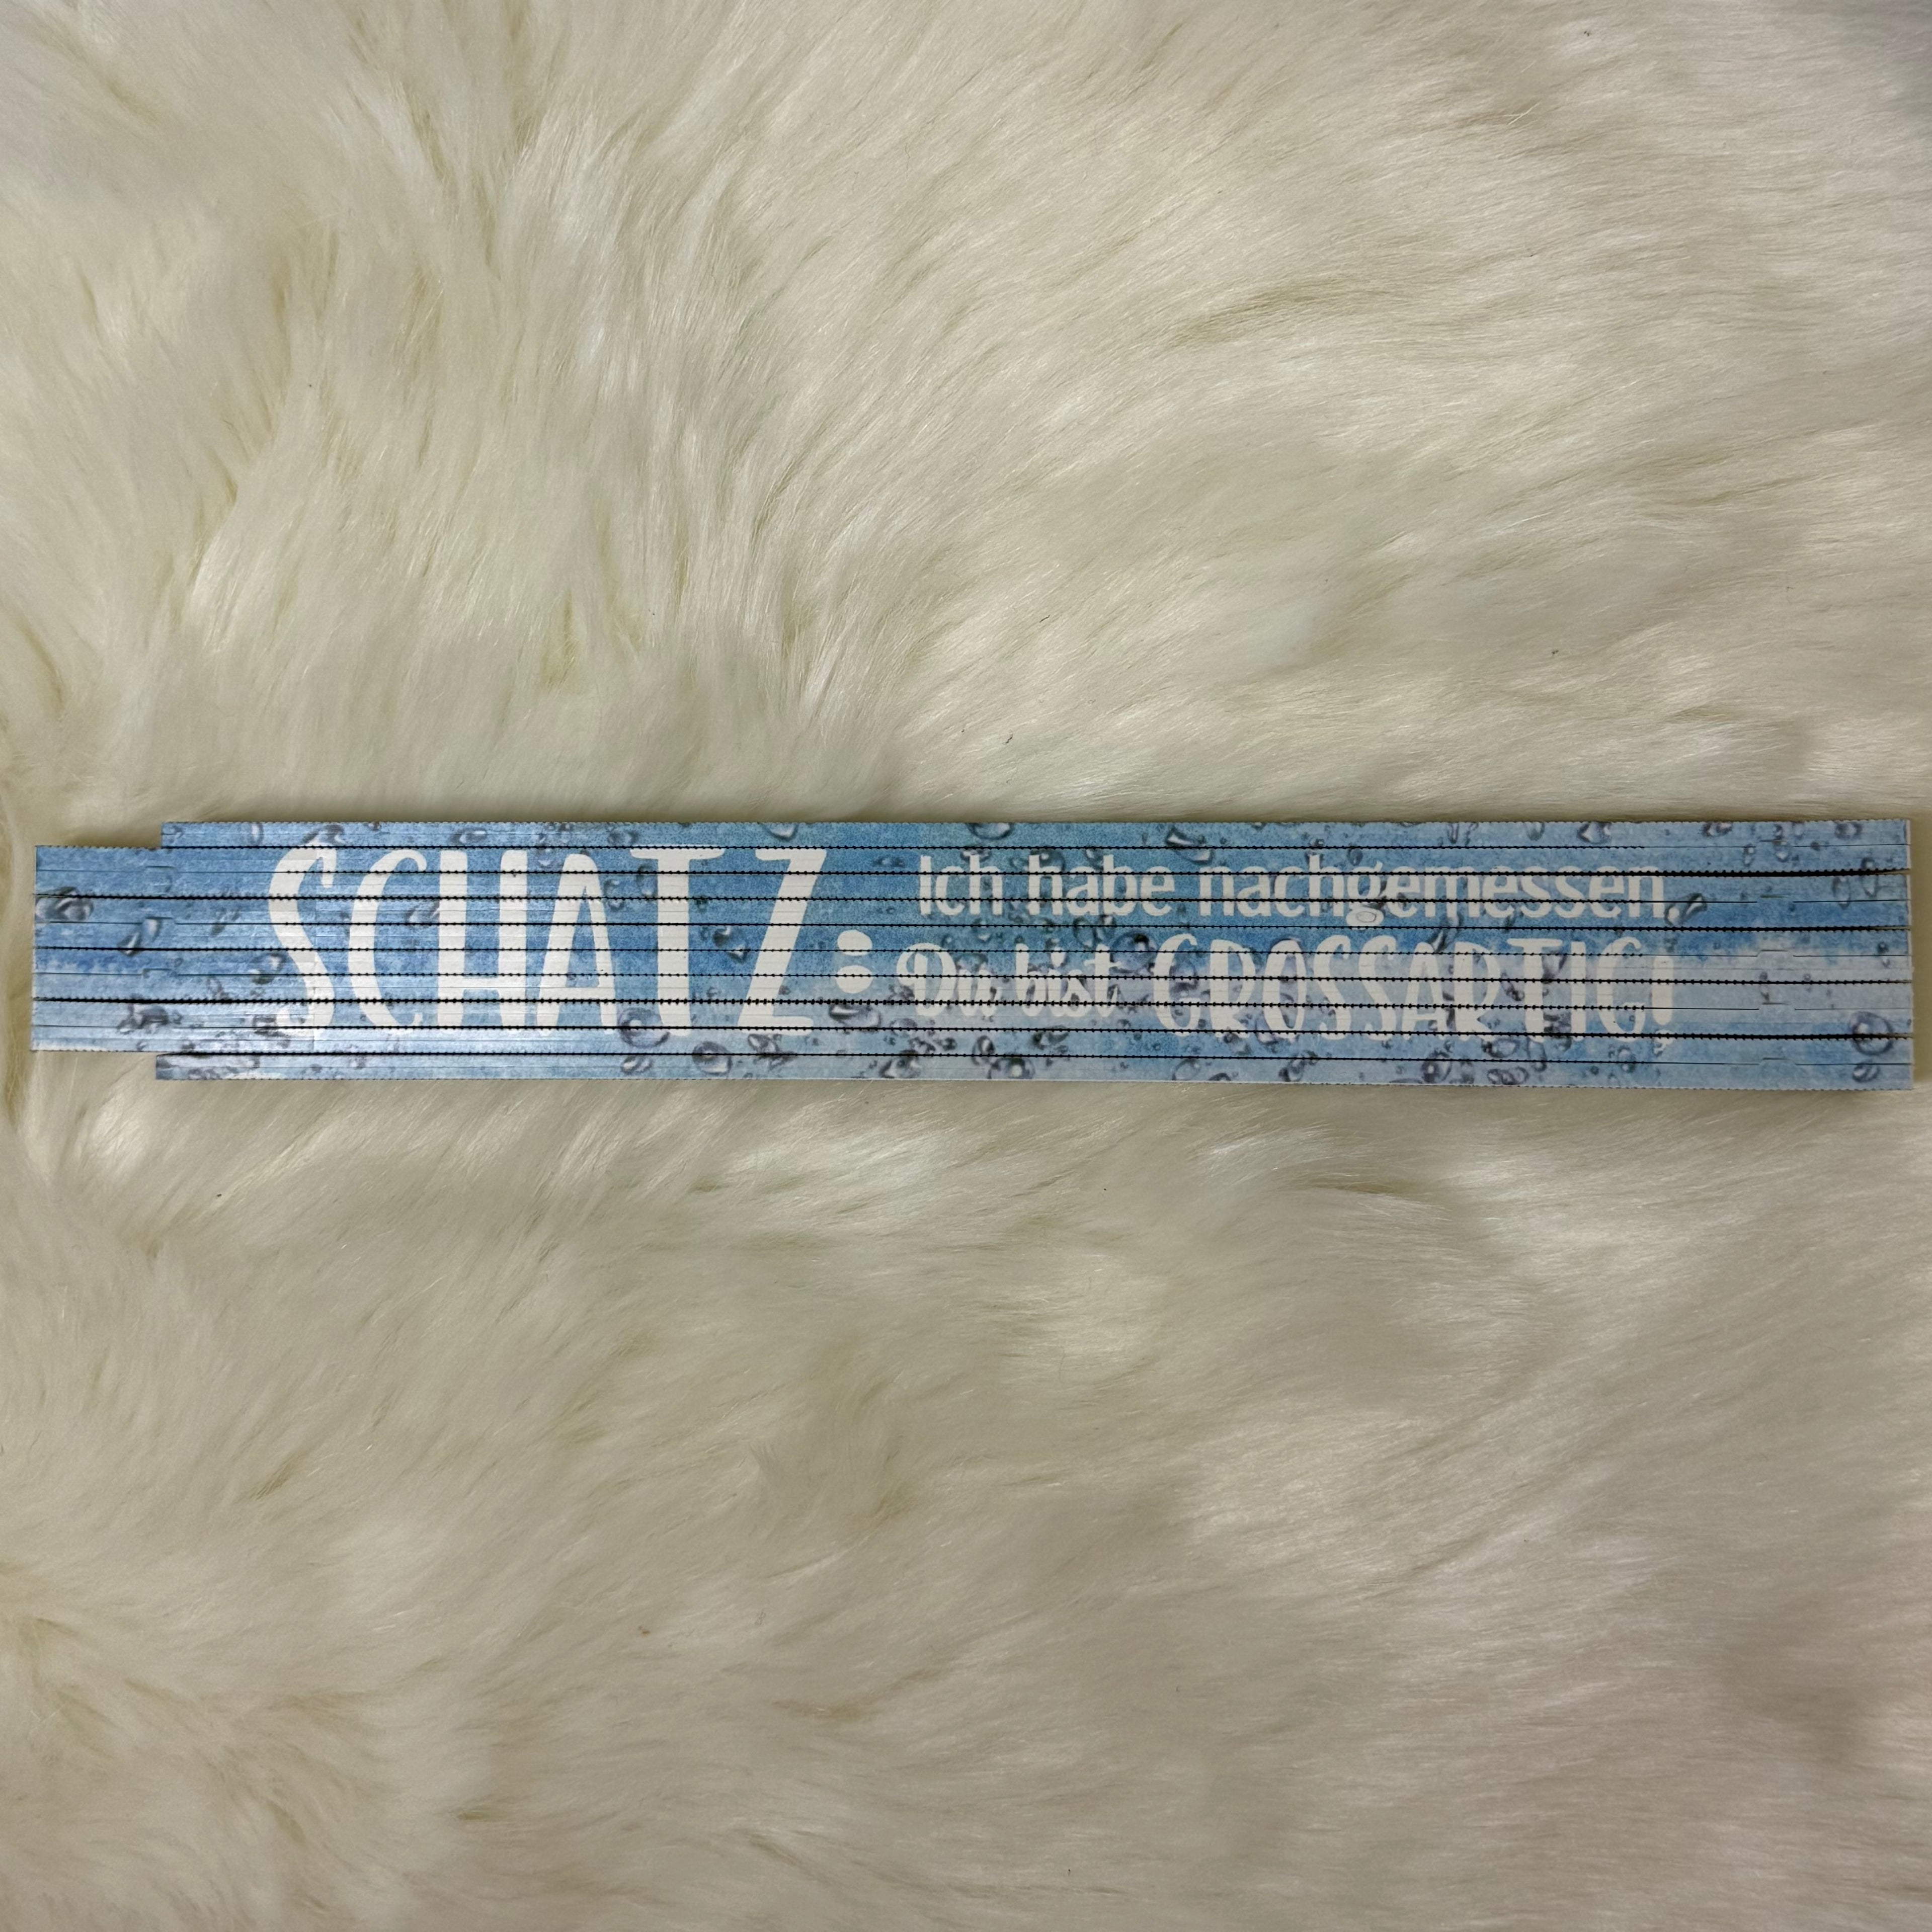 SCHATZ:
Ich habe nachgemessen
Du bist GROSSARTIG!